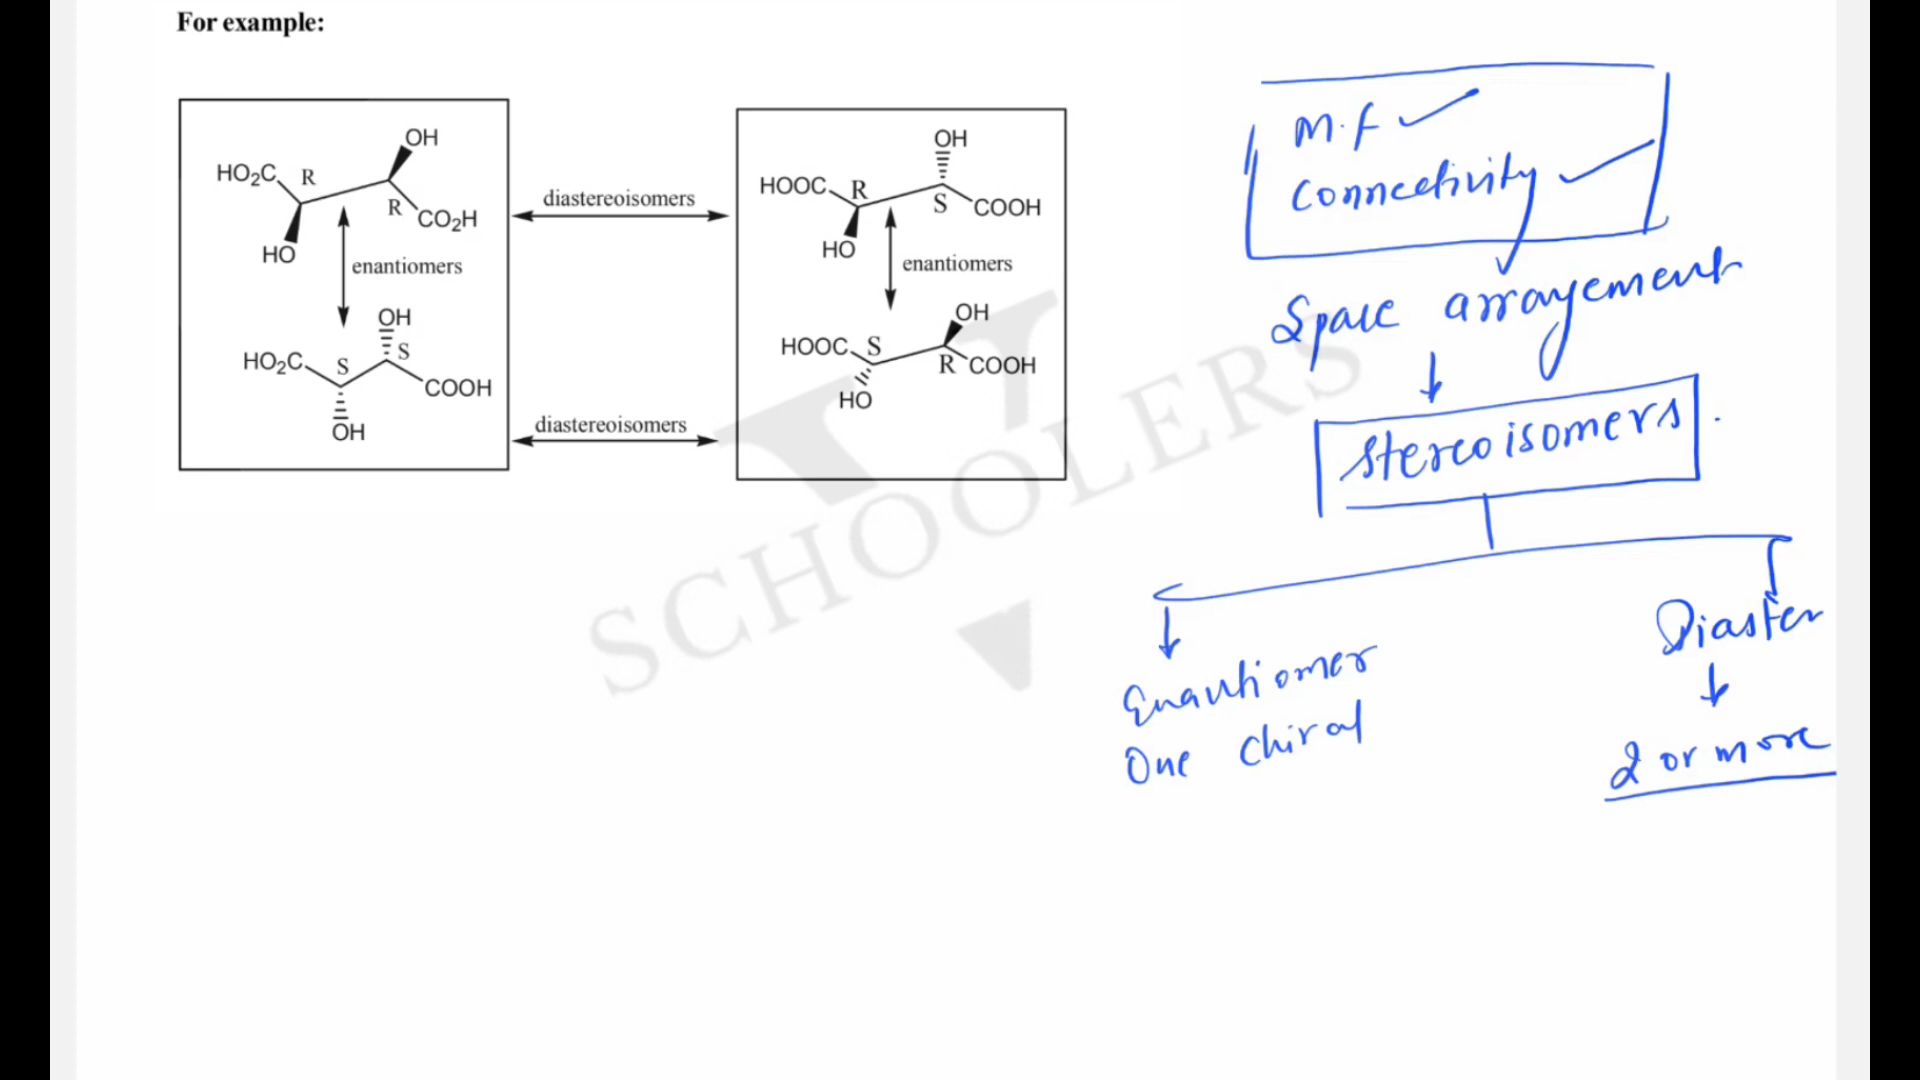 For example:
OH
HO2C R
R CO2H
HO
enantiomers
OH
HO2C S S
COOH
OH
diastereoisomers
diastereoisomers
OH
HOOC R
S COOH
HO
enantiomers
OH
HOOC S
R COOH
HO
M.F
Connectivity
Space arrangement
Stereoisomers.
Enantiomer
One chiral
Diaster
2 or more
SCHOOLERS